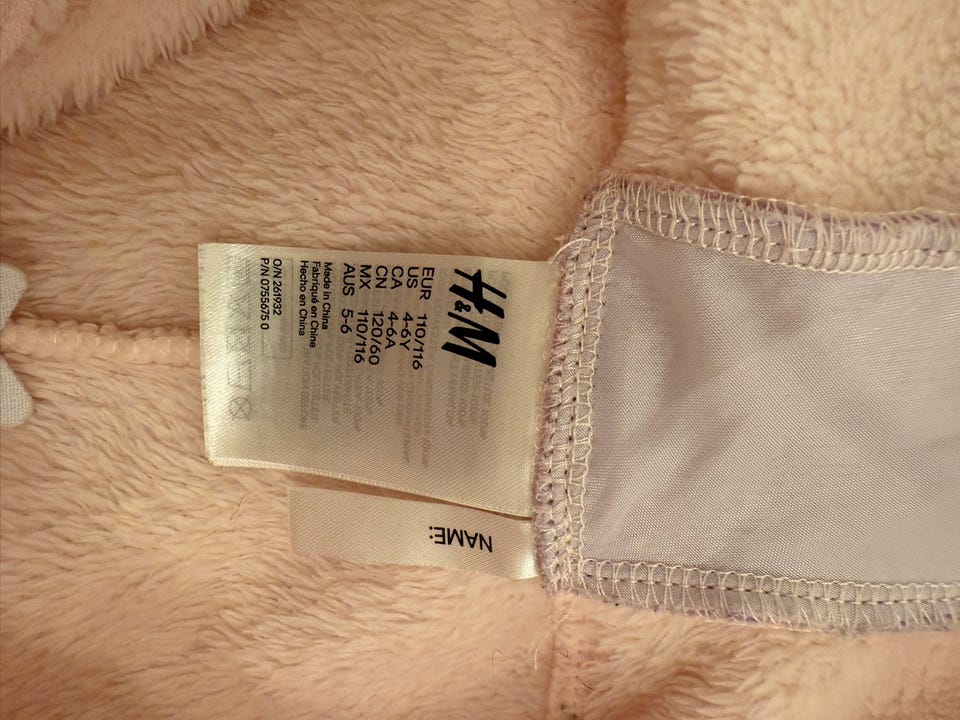 H&M
EUR 110/116
US 4-6Y
CA 4-6A
CN 120/60
MX 110/116
AUS 5-6
Made in China
Fabriqué en Chine
Hecho en China
O/N 261932
P/N 0755675 0
NAME: